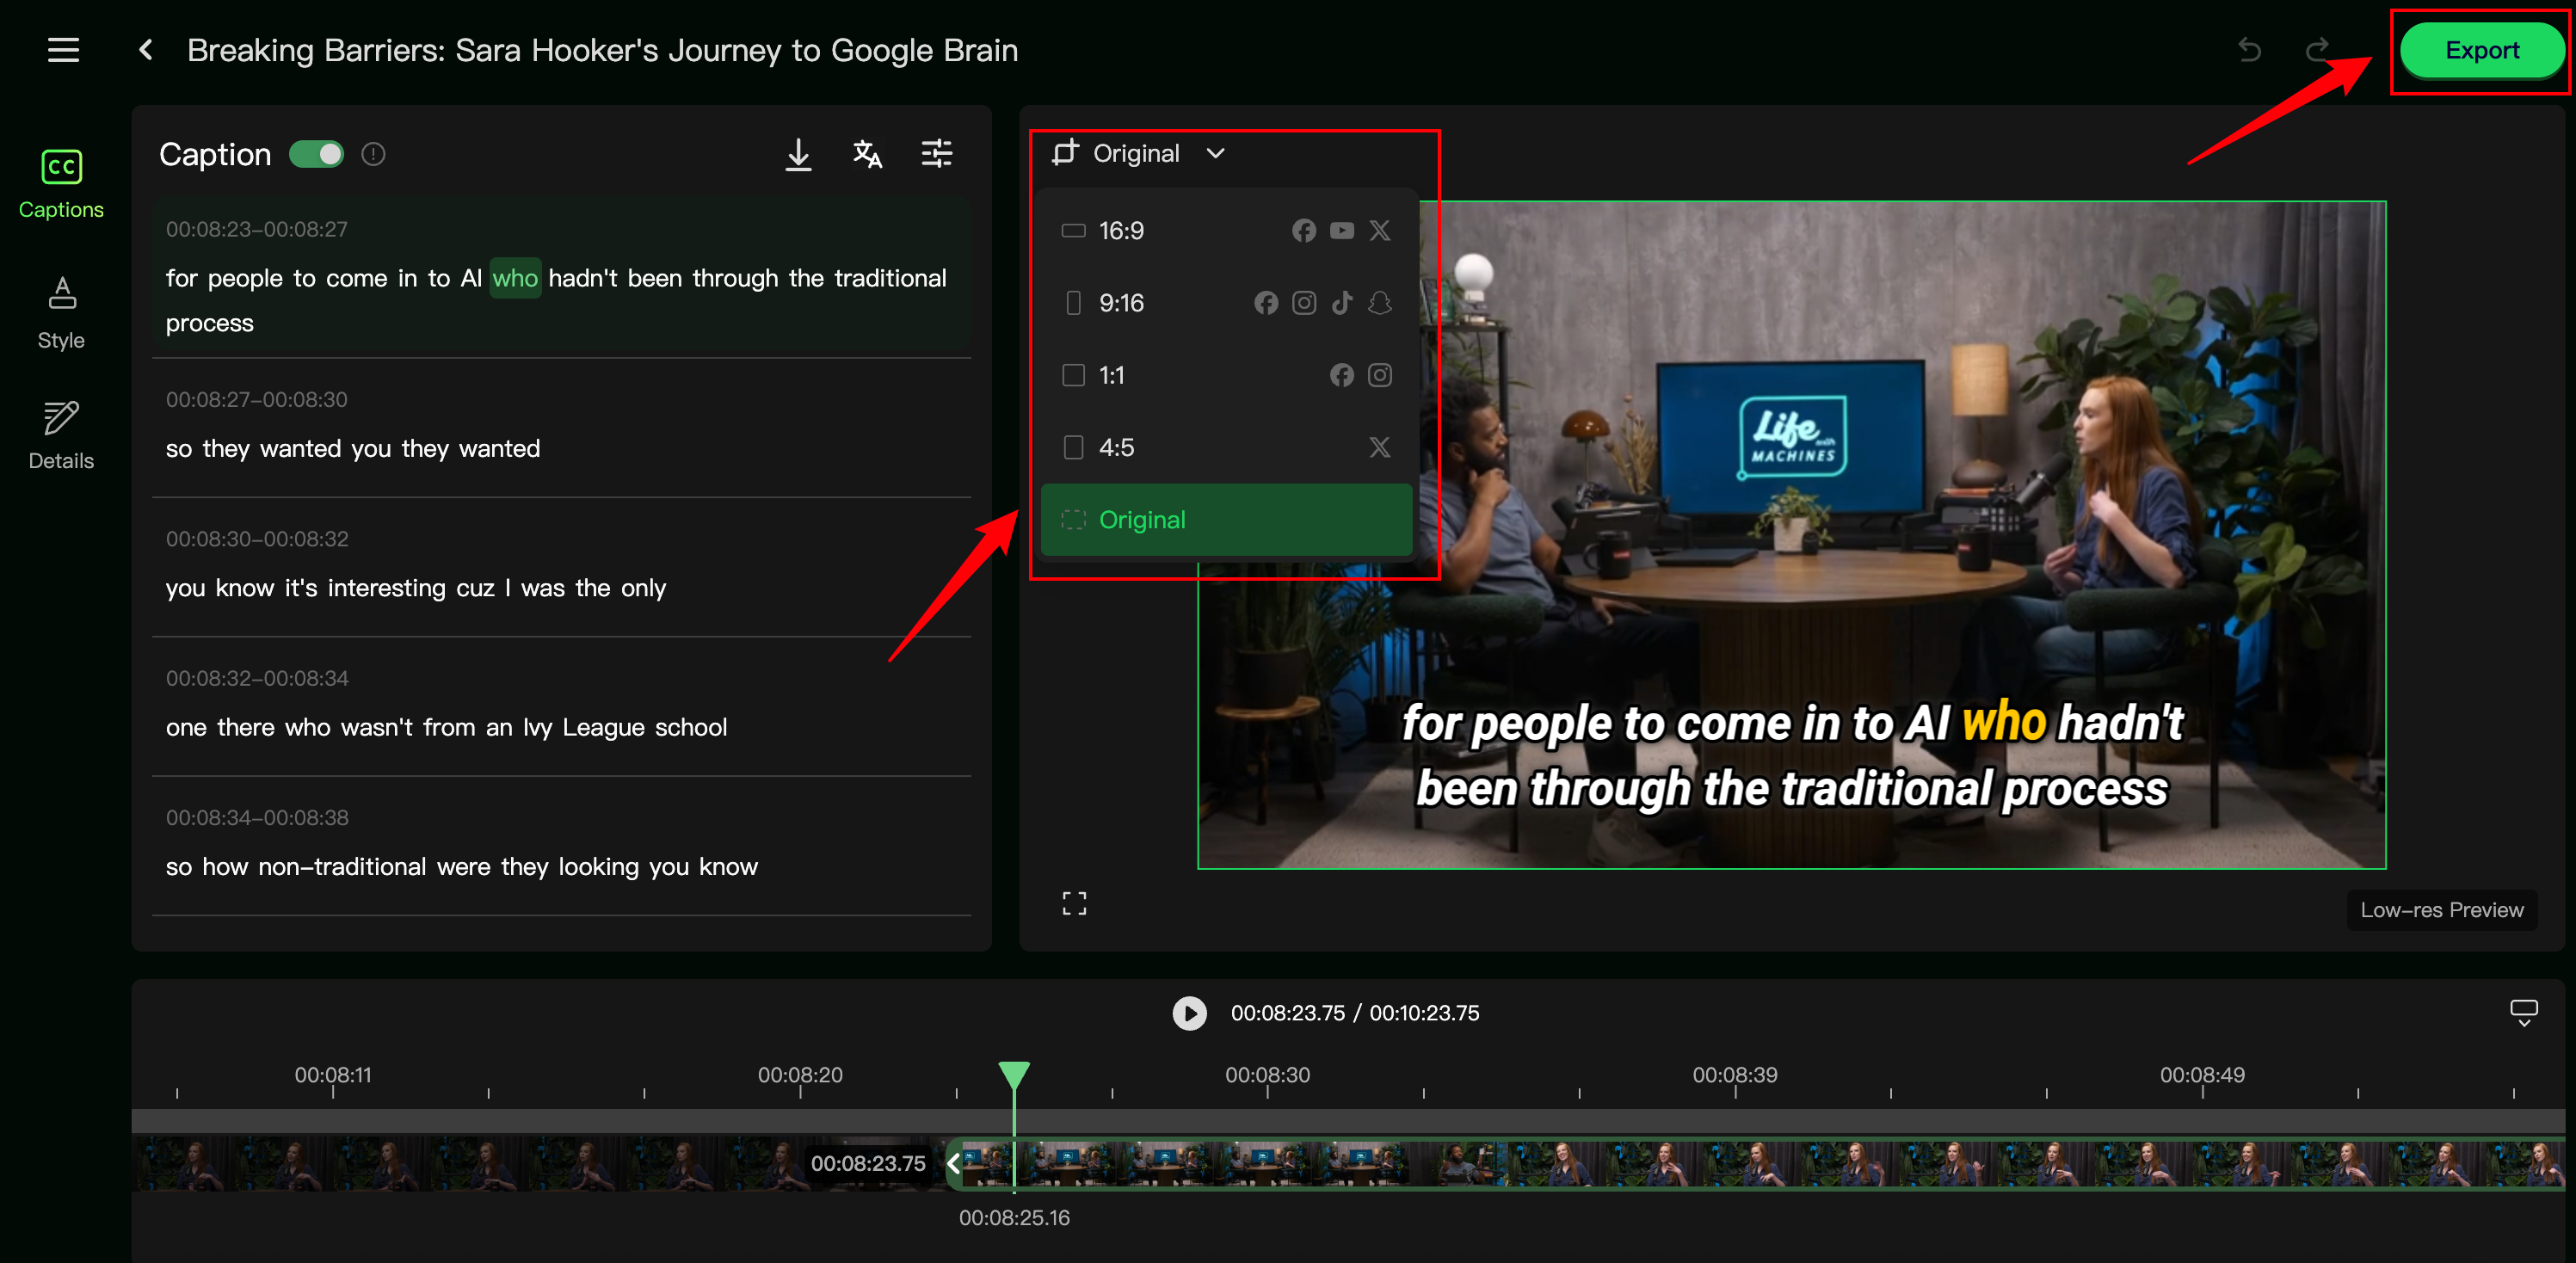 Breaking Barriers: Sara Hooker's Journey to Google Brain
Export
CC
Captions
Style
Details
Caption
00:08:23–00:08:27
for people to come in to AI who hadn't been through the traditional
process
00:08:27–00:08:30
so they wanted you they wanted
00:08:30–00:08:32
you know it's interesting cuz I was the only
00:08:32–00:08:34
one there who wasn't from an Ivy League school
00:08:34–00:08:38
so how non–traditional were they looking you know
Original
16:9
9:16
1:1
4:5
Original
Life with
MACHINES
for people to come in to AI who hadn't
been through the traditional process
Low–res Preview
00:08:23.75 / 00:10:23.75
00:08:11
00:08:20
00:08:30
00:08:39
00:08:49
00:08:23.75
00:08:25.16